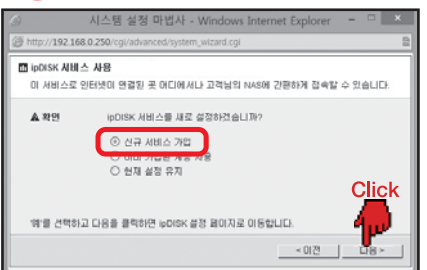 시스템 설정 마법사 - Windows Internet Explorer
http://192.168.0.250/cgi/advanced/system_wizard.cgi
ipDISK 서비스 사용
이 서비스로 인터넷이 연결된 곳 어디에서나 고객님의 NAS에 간편하게 접속할 수 있습니다.
확인 ipDISK 서비스를 새로 설정하겠습니까?
신규 서비스 가입
이미 가입한 계정 사용
현재 설정 유지
Click
'예'를 선택하고 다음을 클릭하면 ipDISK 설정 페이지로 이동합니다.
< 이전 다음 >